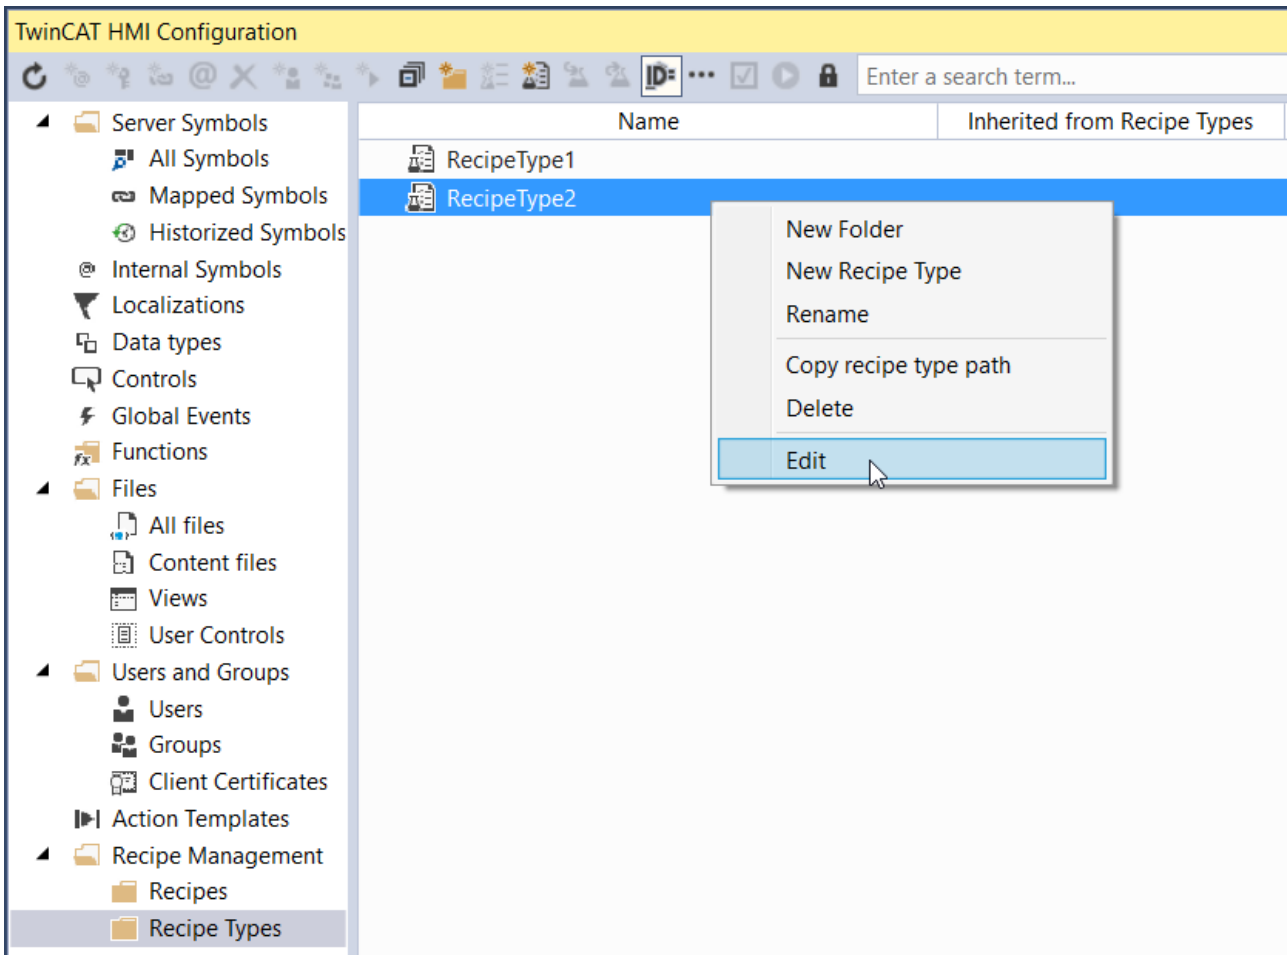 TwinCAT HMI Configuration
Enter a search term...
Server Symbols
All Symbols
Mapped Symbols
Historized Symbols
Internal Symbols
Localizations
Data types
Controls
Global Events
Functions
Files
All files
Content files
Views
User Controls
Users and Groups
Users
Groups
Client Certificates
Action Templates
Recipe Management
Recipes
Recipe Types
Name
Inherited from Recipe Types
RecipeType1
RecipeType2
New Folder
New Recipe Type
Rename
Copy recipe type path
Delete
Edit